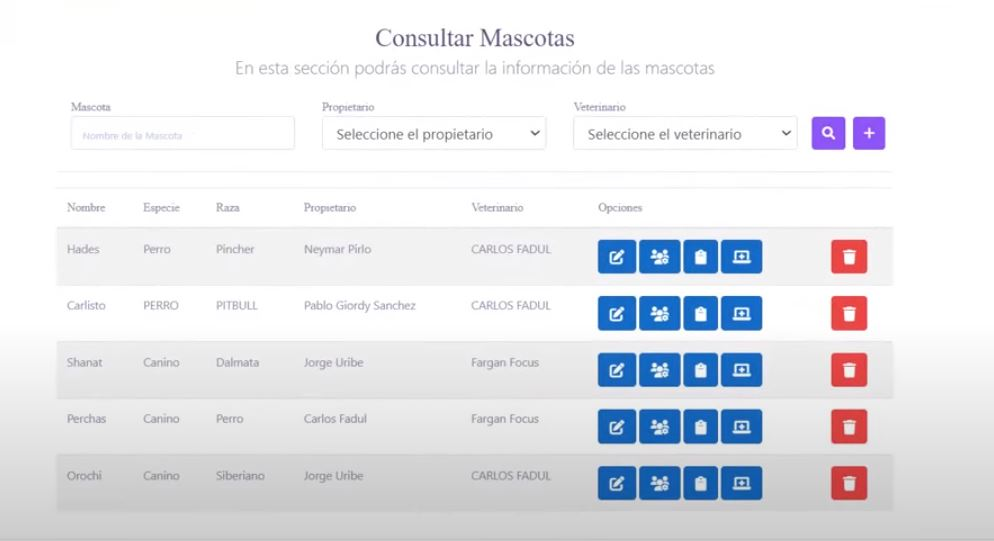 Consultar Mascotas
En esta sección podrás consultar la información de las mascotas
Mascota Propietario Veterinario
Nombre de la Mascota Seleccione el propietario Seleccione el veterinario
Nombre Especie Raza Propietario Veterinario Opciones
Hades Perro Pincher Neymar Pirlo CARLOS FADUL
Carlisto PERRO PITBULL Pablo Giordy Sanchez CARLOS FADUL
Shanat Canino Dalmata Jorge Uribe Fargan Focus
Perchas Canino Perro Carlos Fadul Fargan Focus
Orochi Canino Siberiano Jorge Uribe CARLOS FADUL